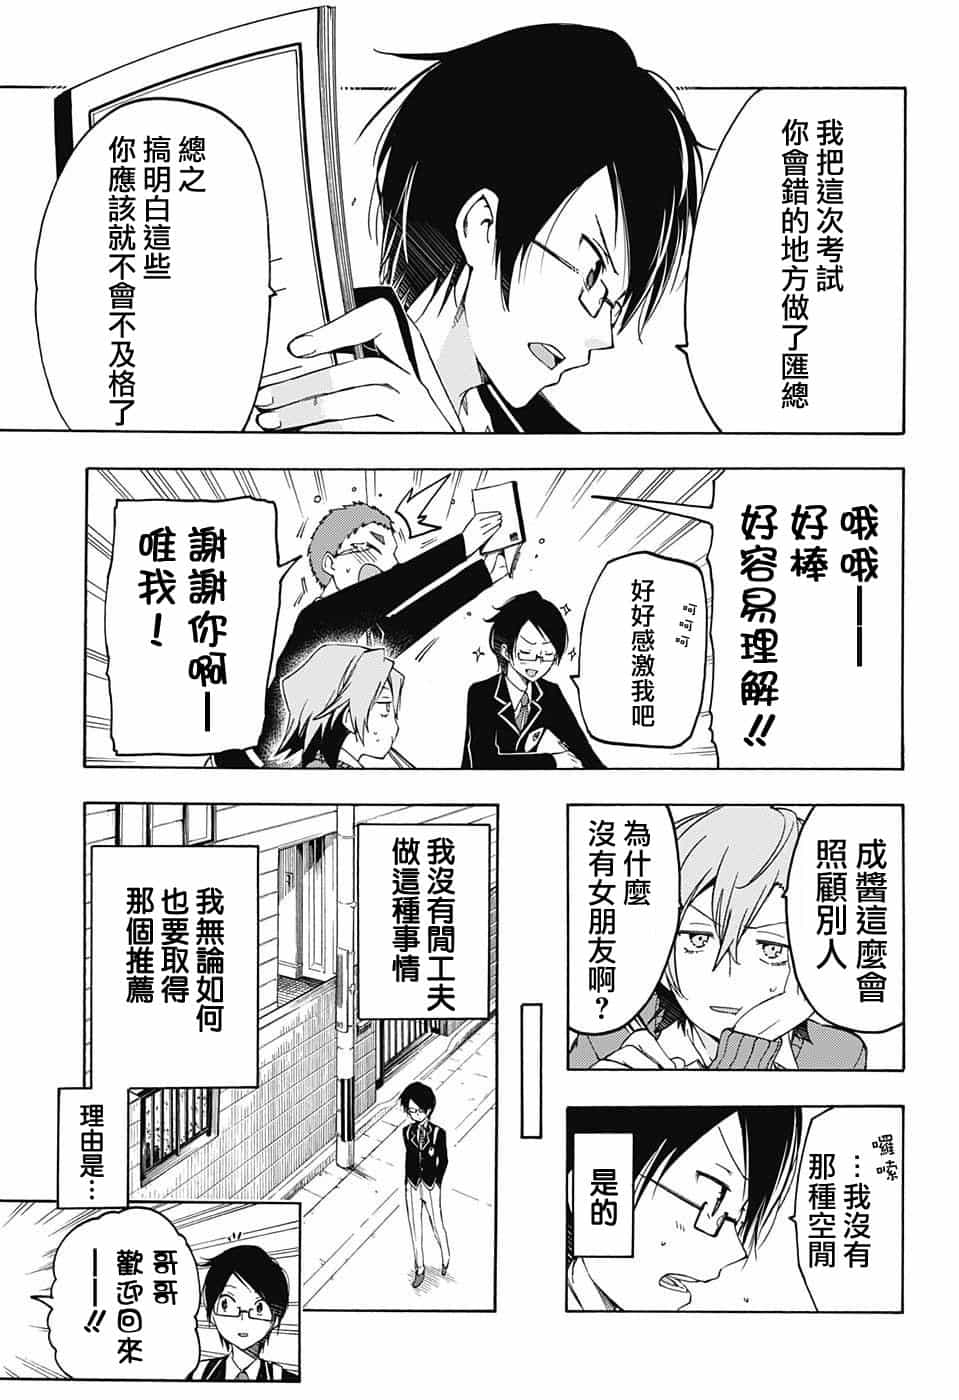 我把這次考試
你會錯的地方做了匯總
總之
搞明白這些
你應該就不會不及格了
哦哦——
好棒
好容易理解!!
呵呵呵
好好感激我吧
謝謝你啊——
唯我!
成醬這麼會
照顧別人
為什麼
沒有女朋友啊?
囉嗦
…我沒有
那種空閒
是的
我沒有閒工夫
做這種事情
我無論如何
也要取得
那個推薦
理由是…
哥哥
歡迎回來
——!!